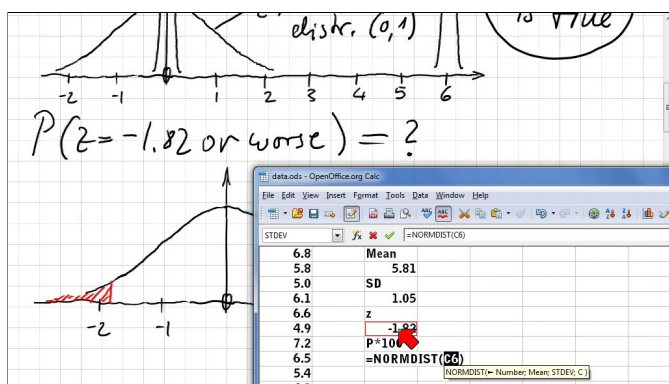 distr. (0,1)
is true
-2 -1 1 2 3 4 5 6
P(z = -1.82 or worse) = ?
-2 -1
data.ods - OpenOffice.org Calc
File Edit View Insert Format Tools Data Window Help
STDEV =NORMDIST(C6)
6.8 Mean
5.8 5.81
5.0 SD
6.1 1.05
6.6 z
4.9 -1.82
7.2 P*100
6.5 =NORMDIST(C6)
NORMDIST(← Number; Mean; STDEV; C )
5.4